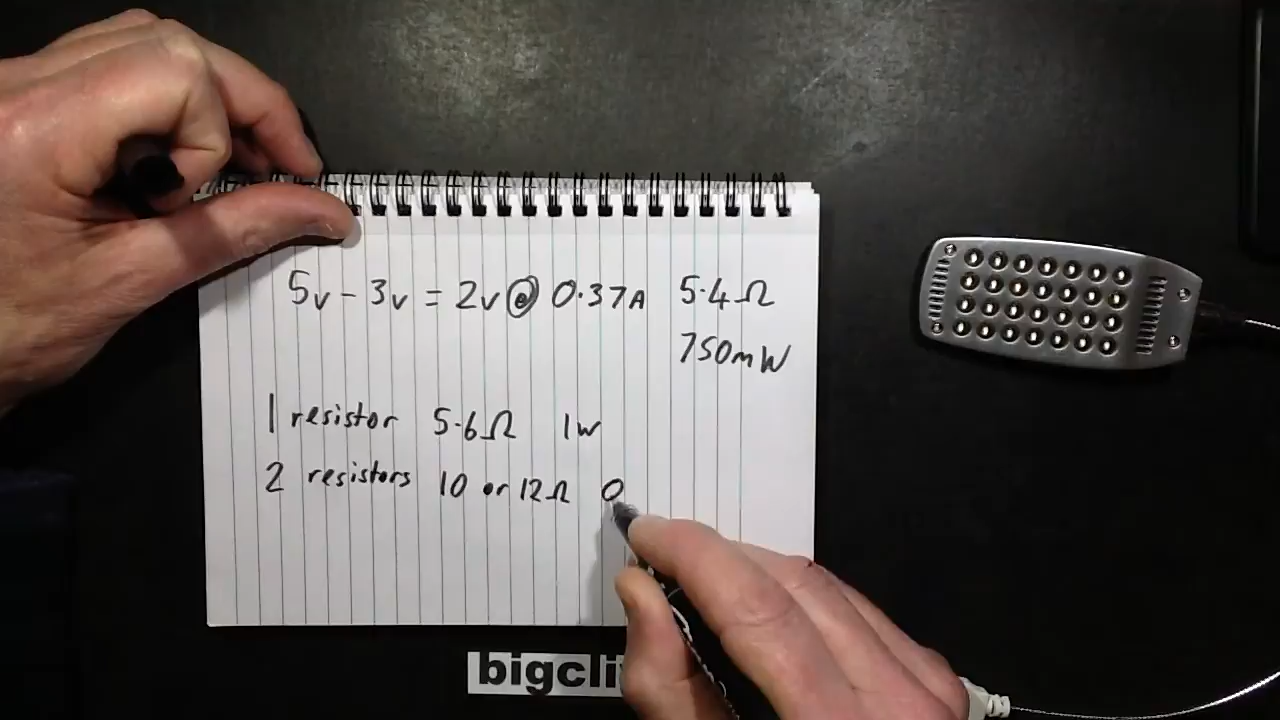 5v - 3v = 2v @ 0.37A 5.4Ω
750mW
1 resistor 5.6Ω 1w
2 resistors 10 or 12Ω 0
bigcli